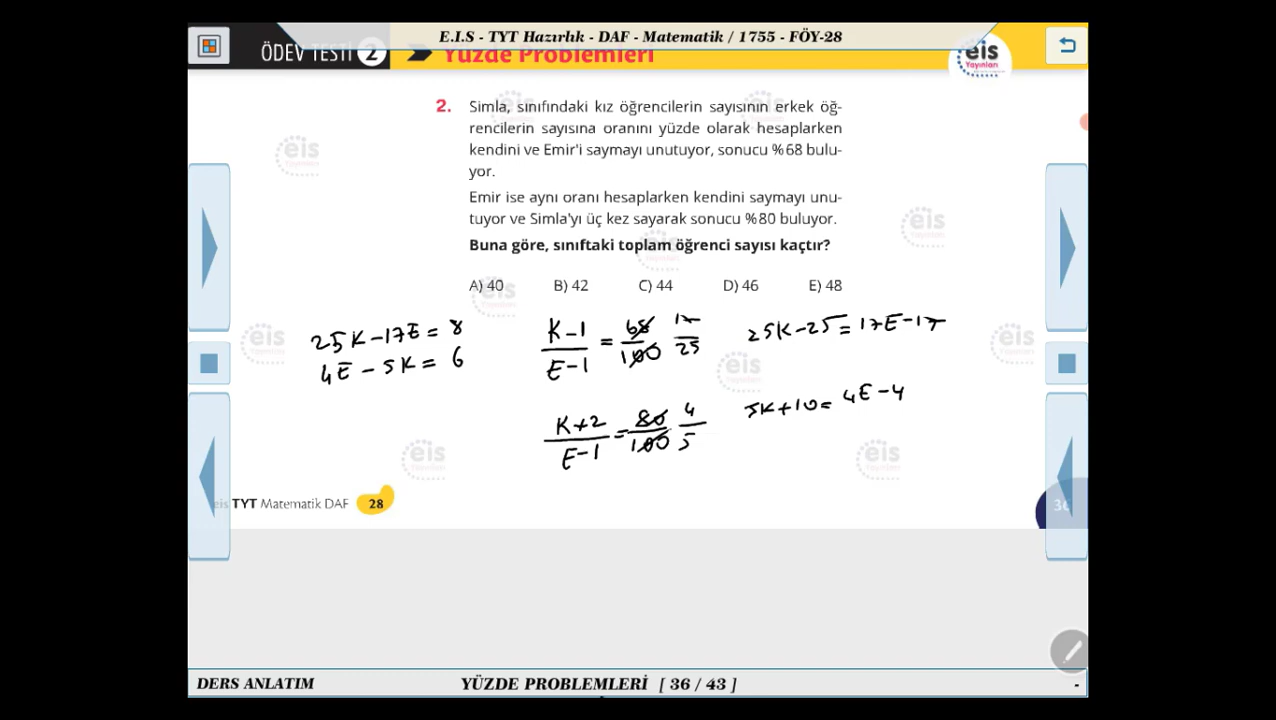 E.I.S - TYT Hazırlık - DAF - Matematik / 1755 - FÖY-28
ÖDEV TESTİ 2
Yüzde Problemleri
eis
Yayınları
2. Simla, sınıfındaki kız öğrencilerin sayısının erkek öğ-
rencilerin sayısına oranını yüzde olarak hesaplarken
kendini ve Emir'i saymayı unutuyor, sonucu %68 bulu-
yor.
Emir ise aynı oranı hesaplarken kendini saymayı unu-
tuyor ve Simla'yı üç kez sayarak sonucu %80 buluyor.
Buna göre, sınıftaki toplam öğrenci sayısı kaçtır?
A) 40 B) 42 C) 44 D) 46 E) 48
25K-17E = 8
4E - 5K = 6
K-1 / E-1 = 68/100 17/25
25K-25 = 17E-17
K+2 / E-1 = 80/100 4/5
5K+10 = 4E-4
eis TYT Matematik DAF 28
DERS ANLATIM
YÜZDE PROBLEMLERİ [ 36 / 43 ]
-